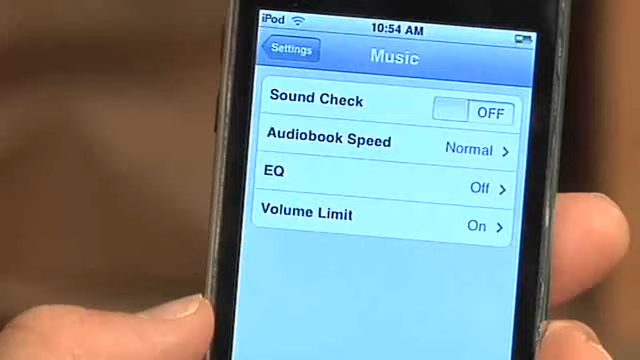 iPod 10:54 AM
Settings Music
Sound Check OFF
Audiobook Speed Normal
EQ Off
Volume Limit On